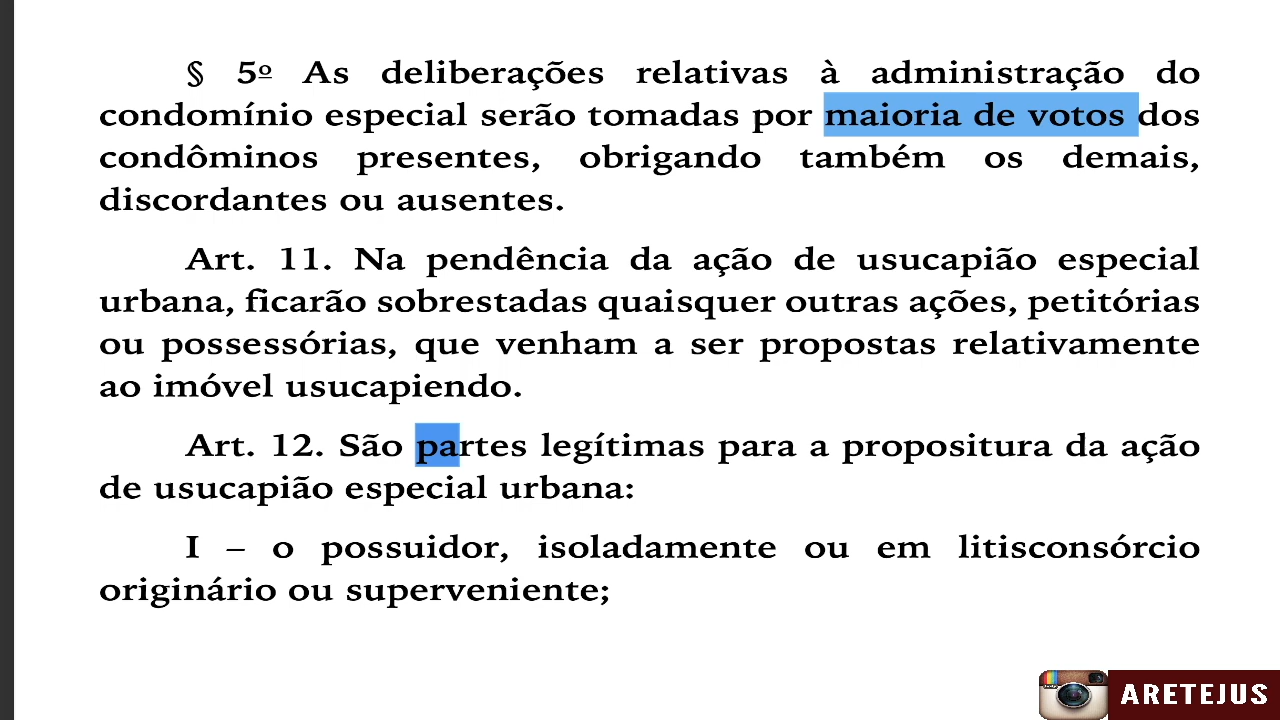 § 5º As deliberações relativas à administração do
condomínio especial serão tomadas por maioria de votos dos
condôminos presentes, obrigando também os demais,
discordantes ou ausentes.
Art. 11. Na pendência da ação de usucapião especial
urbana, ficarão sobrestadas quaisquer outras ações, petitórias
ou possessórias, que venham a ser propostas relativamente
ao imóvel usucapiendo.
Art. 12. São partes legítimas para a propositura da ação
de usucapião especial urbana:
I – o possuidor, isoladamente ou em litisconsórcio
originário ou superveniente;
ARETEJUS